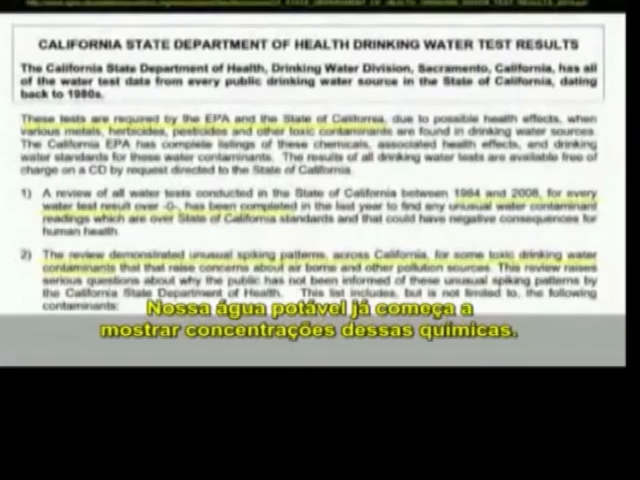 CALIFORNIA STATE DEPARTMENT OF HEALTH DRINKING WATER TEST RESULTS
The California State Department of Health, Drinking Water Division, Sacramento, California, has all
of the water test data from every public drinking water source in the State of California, dating
back to 1980s.
These tests are required by the EPA and the State of California, due to possible health effects, when
various metals, herbicides, pesticides and other toxic contaminants are found in drinking water sources.
The California EPA has complete listings of these chemicals, associated health effects, and drinking
water standards for these water contaminants. The results of all drinking water tests are available free of
charge on a CD by request directed to the State of California.
1) A review of all water tests conducted in the State of California between 1984 and 2008, for every
water test result over -0-, has been completed in the last year to find any unusual water contaminant
readings which are over State of California standards and that could have negative consequences for
human health.
2) The review demonstrated unusual spiking patterns, across California, for some toxic drinking water
contaminants that that raise concerns about air borne and other pollution sources. This review raises
serious questions about why the public has not been informed of these unusual spiking patterns by
the California State Department of Health. This list includes, but is not limited to, the following
contaminants:
Nossa água potável já começa a
mostrar concentrações dessas químicas.